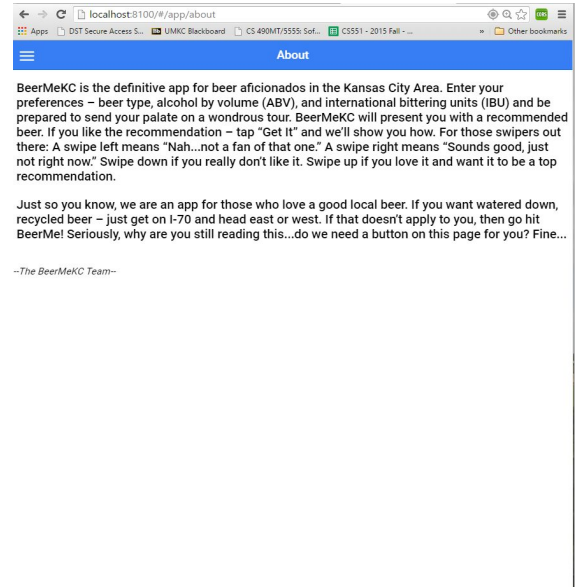 localhost:8100/#/app/about
Apps DST Secure Access S... Bb UMKC Blackboard CS 490MT/5555: Sof... CS551 - 2015 Fall - ... » Other bookmarks
About
BeerMeKC is the definitive app for beer aficionados in the Kansas City Area. Enter your
preferences – beer type, alcohol by volume (ABV), and international bittering units (IBU) and be
prepared to send your palate on a wondrous tour. BeerMeKC will present you with a recommended
beer. If you like the recommendation – tap “Get It” and we’ll show you how. For those swipers out
there: A swipe left means “Nah...not a fan of that one.” A swipe right means “Sounds good, just
not right now.” Swipe down if you really don’t like it. Swipe up if you love it and want it to be a top
recommendation.
Just so you know, we are an app for those who love a good local beer. If you want watered down,
recycled beer – just get on I-70 and head east or west. If that doesn’t apply to you, then go hit
BeerMe! Seriously, why are you still reading this...do we need a button on this page for you? Fine...
--The BeerMeKC Team--